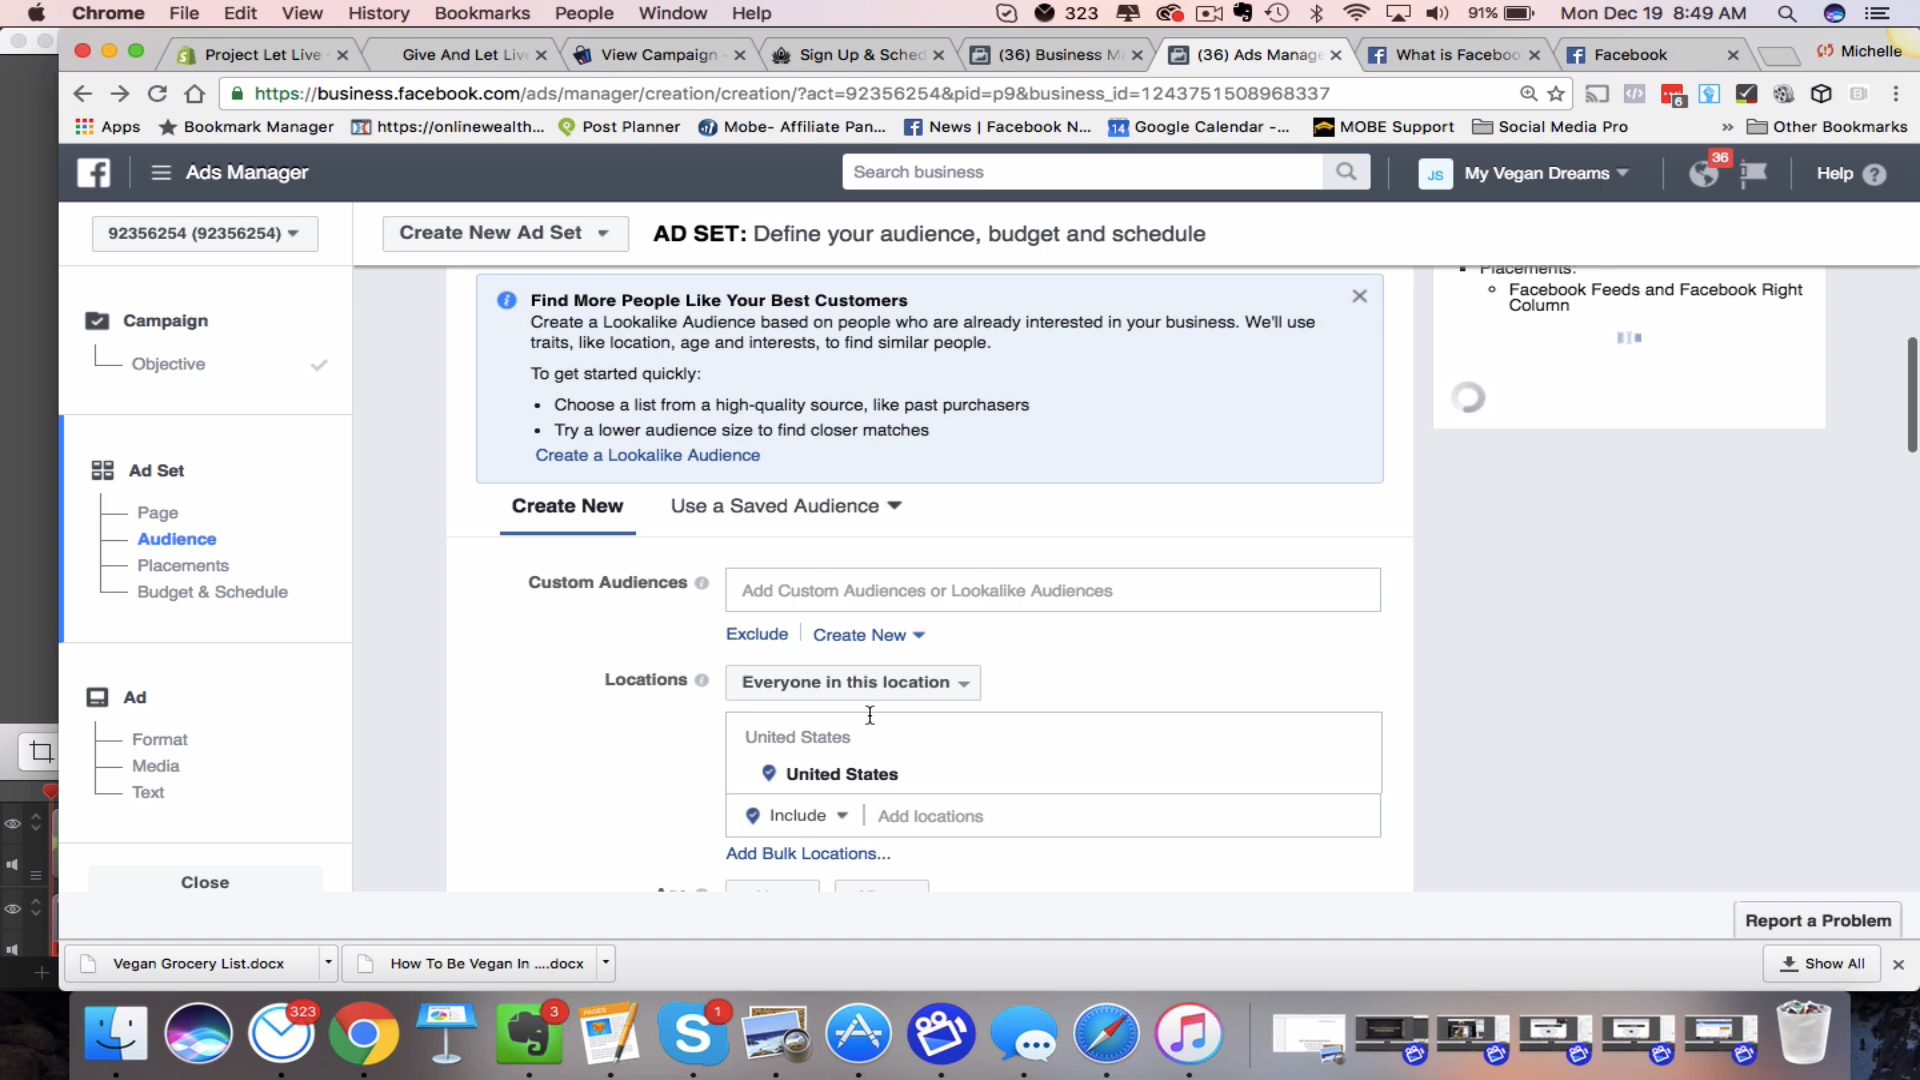 Chrome File Edit View History Bookmarks People Window Help 323 91% Mon Dec 19 8:49 AM
Project Let Live - Give And Let Liv View Campaign - Sign Up & Sched (36) Business M (36) Ads Manage What is Faceboo Facebook Michelle
https://business.facebook.com/ads/manager/creation/creation/?act=92356254&pid=p9&business_id=1243751508968337 6
Apps Bookmark Manager https://onlinewealth... Post Planner Mobe- Affiliate Pan... News | Facebook N... 14 Google Calendar -... MOBE Support Social Media Pro » Other Bookmarks
Ads Manager Search business JS My Vegan Dreams 36 Help ?
92356254 (92356254) Create New Ad Set AD SET: Define your audience, budget and schedule
Campaign
Objective
Ad Set
Page
Audience
Placements
Budget & Schedule
Ad
Format
Media
Text
Close
Find More People Like Your Best Customers
Create a Lookalike Audience based on people who are already interested in your business. We'll use
traits, like location, age and interests, to find similar people.
To get started quickly:
• Choose a list from a high-quality source, like past purchasers
• Try a lower audience size to find closer matches
Create a Lookalike Audience
Create New Use a Saved Audience
Custom Audiences Add Custom Audiences or Lookalike Audiences
Exclude Create New
Locations Everyone in this location
United States
United States
Include Add locations
Add Bulk Locations...
Placements:
Facebook Feeds and Facebook Right
Column
Report a Problem
Vegan Grocery List.docx How To Be Vegan In ....docx Show All
323 3 PAGES 1